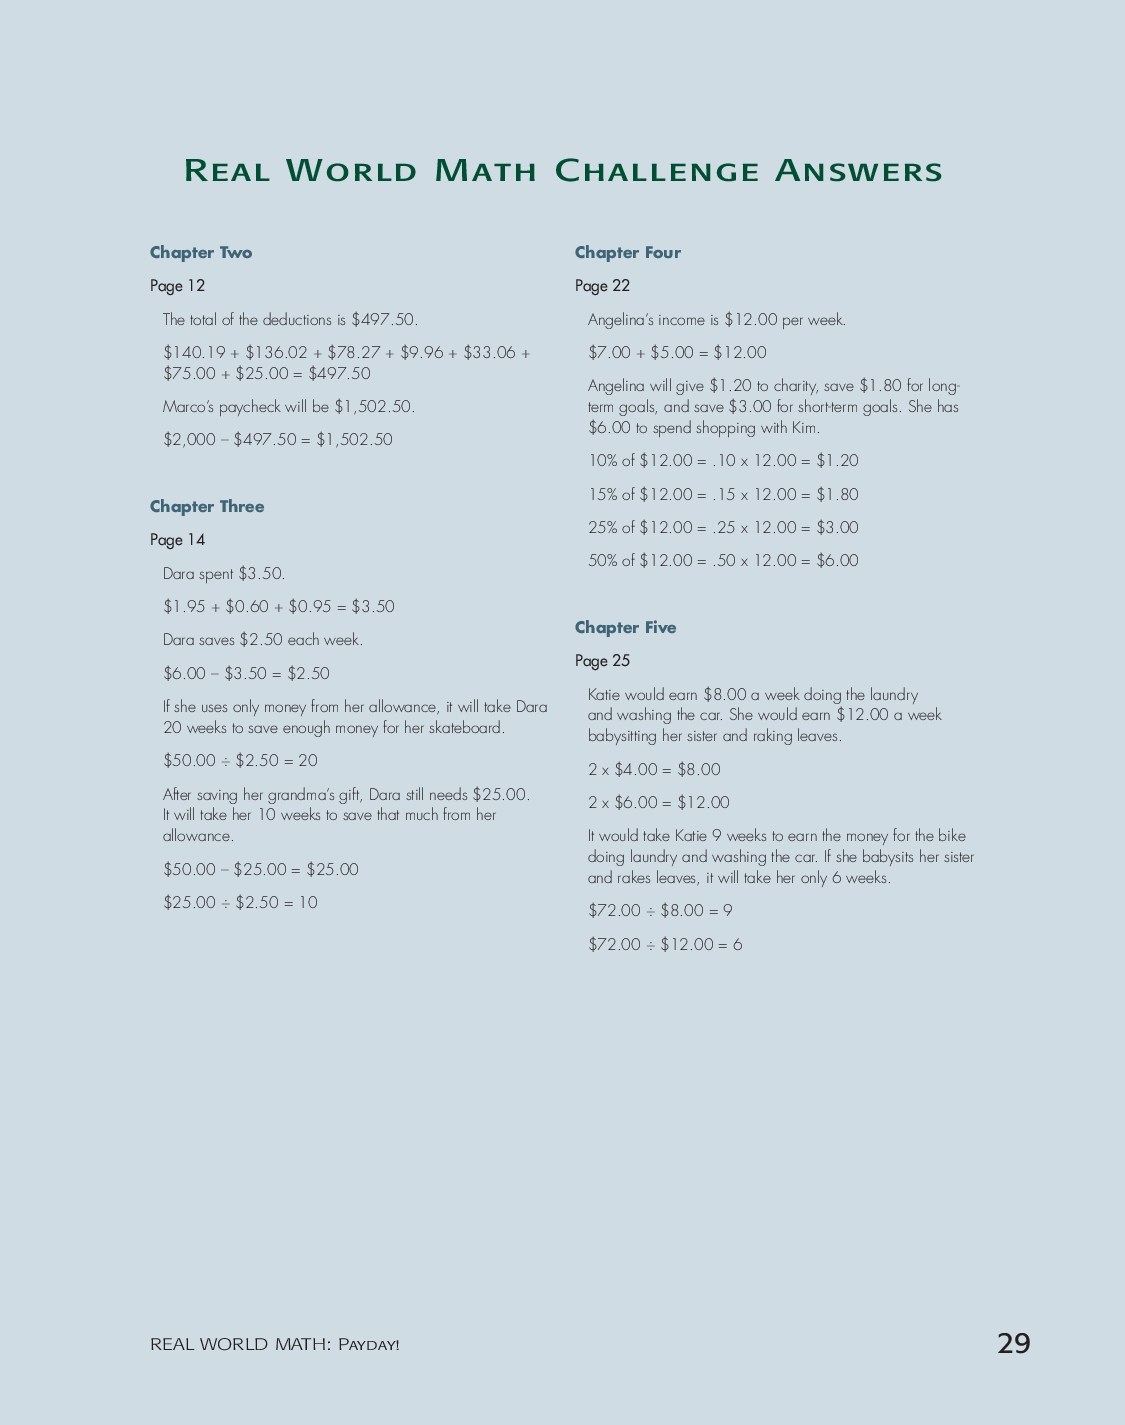 Real World Math Challenge Answers
Chapter Two
Page 12
The total of the deductions is $497.50.
$140.19 + $136.02 + $78.27 + $9.96 + $33.06 +
$75.00 + $25.00 = $497.50
Marco's paycheck will be $1,502.50.
$2,000 – $497.50 = $1,502.50
Chapter Three
Page 14
Dara spent $3.50.
$1.95 + $0.60 + $0.95 = $3.50
Dara saves $2.50 each week.
$6.00 – $3.50 = $2.50
If she uses only money from her allowance, it will take Dara
20 weeks to save enough money for her skateboard.
$50.00 ÷ $2.50 = 20
After saving her grandma's gift, Dara still needs $25.00.
It will take her 10 weeks to save that much from her
allowance.
$50.00 – $25.00 = $25.00
$25.00 ÷ $2.50 = 10
Chapter Four
Page 22
Angelina's income is $12.00 per week.
$7.00 + $5.00 = $12.00
Angelina will give $1.20 to charity, save $1.80 for long-
term goals, and save $3.00 for short-term goals. She has
$6.00 to spend shopping with Kim.
10% of $12.00 = .10 x 12.00 = $1.20
15% of $12.00 = .15 x 12.00 = $1.80
25% of $12.00 = .25 x 12.00 = $3.00
50% of $12.00 = .50 x 12.00 = $6.00
Chapter Five
Page 25
Katie would earn $8.00 a week doing the laundry
and washing the car. She would earn $12.00 a week
babysitting her sister and raking leaves.
2 x $4.00 = $8.00
2 x $6.00 = $12.00
It would take Katie 9 weeks to earn the money for the bike
doing laundry and washing the car. If she babysits her sister
and rakes leaves, it will take her only 6 weeks.
$72.00 ÷ $8.00 = 9
$72.00 ÷ $12.00 = 6
REAL WORLD MATH: Payday!
29